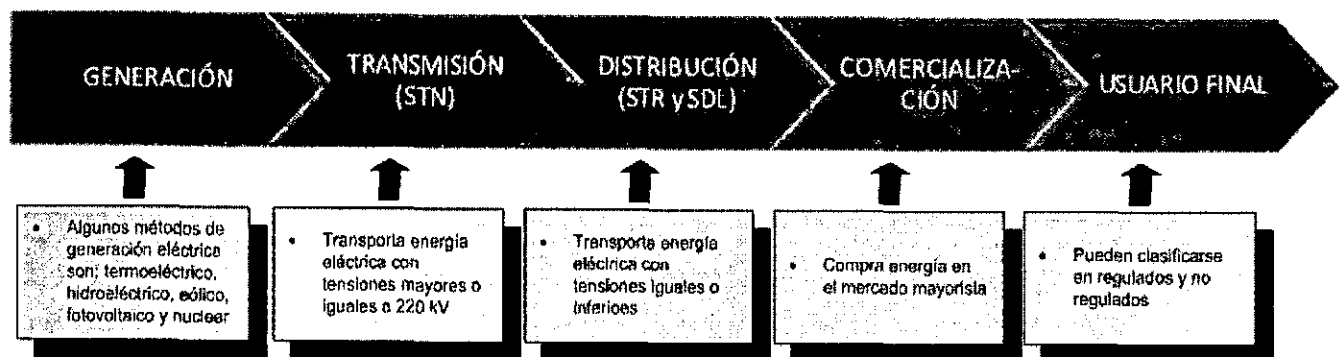 GENERACIÓN
TRANSMISIÓN
(STN)
DISTRIBUCIÓN
(STR y SDL)
COMERCIALIZA-
CIÓN
USUARIO FINAL
• Algunos métodos de
generación eléctrica
son; termoeléctrico,
hidroeléctrico, eólico,
fotovoltaico y nuclear
• Transporta energía
eléctrica con
tensiones mayores o
iguales a 220 kV
• Transporta energía
eléctrica con
tensiones iguales o
inferiores
• Compra energía en
el mercado mayorista
• Pueden clasificarse
en regulados y no
regulados